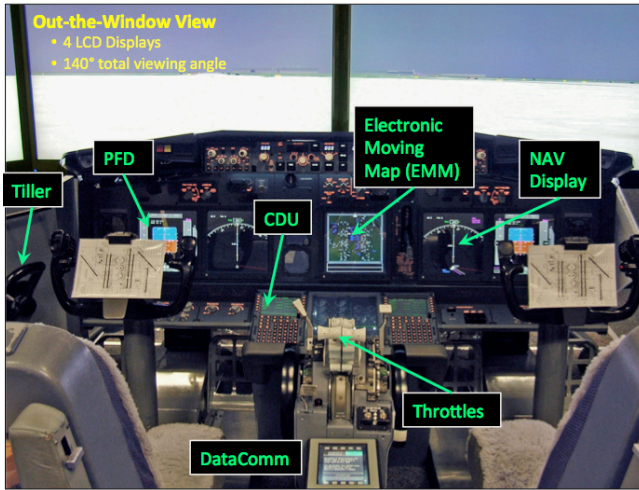 Out-the-Window View
• 4 LCD Displays
• 140° total viewing angle
Electronic
Moving
Map (EMM)
PFD
NAV
Display
Tiller
CDU
Throttles
DataComm